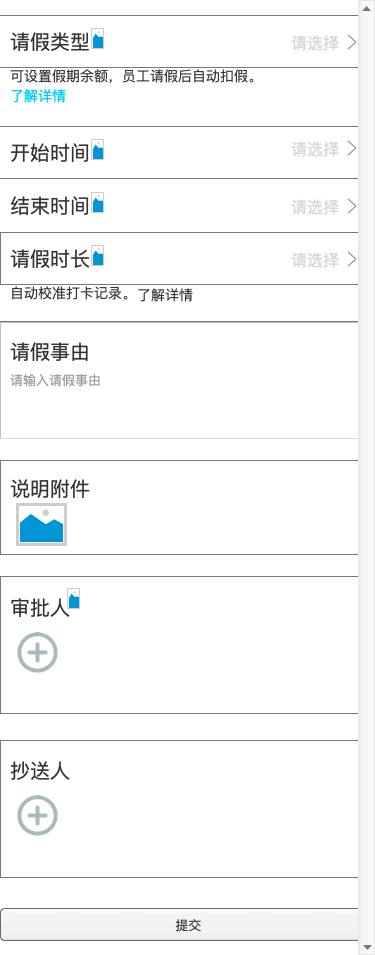 请假类型 请选择
可设置假期余额，员工请假后自动扣假。
了解详情
开始时间 请选择
结束时间 请选择
请假时长 请选择
自动校准打卡记录。了解详情
请假事由
请输入请假事由
说明附件
审批人
抄送人
提交